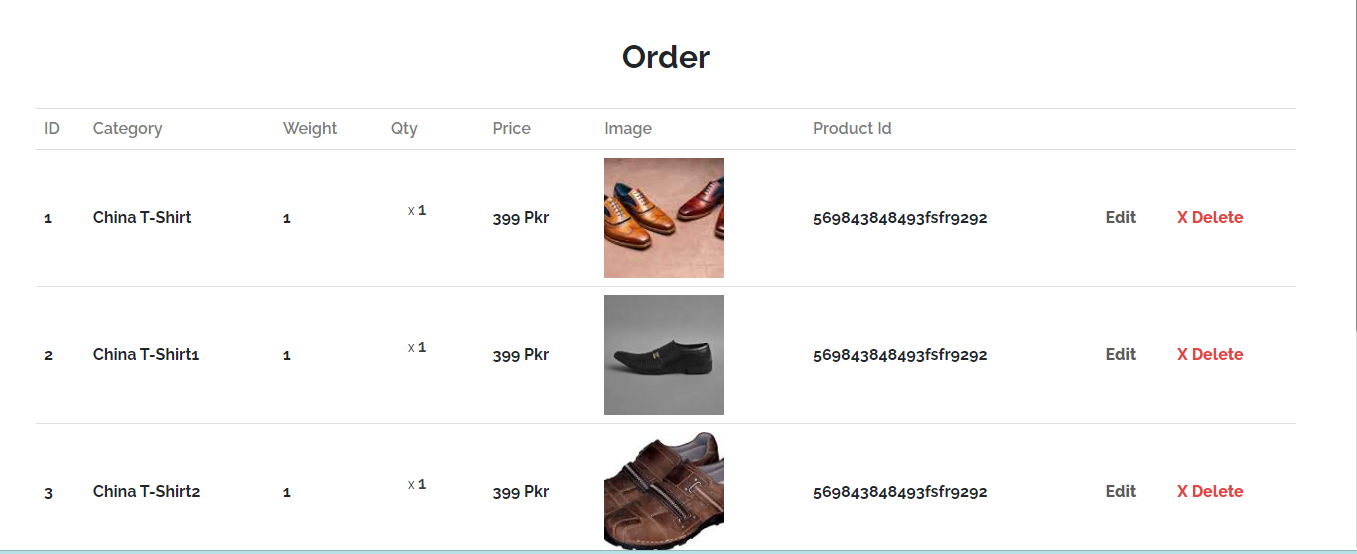 Order
ID Category Weight Qty Price Image Product Id
1 China T-Shirt 1 x 1 399 Pkr 569843848493fsfr9292 Edit X Delete
2 China T-Shirt1 1 x 1 399 Pkr 569843848493fsfr9292 Edit X Delete
3 China T-Shirt2 1 x 1 399 Pkr 569843848493fsfr9292 Edit X Delete